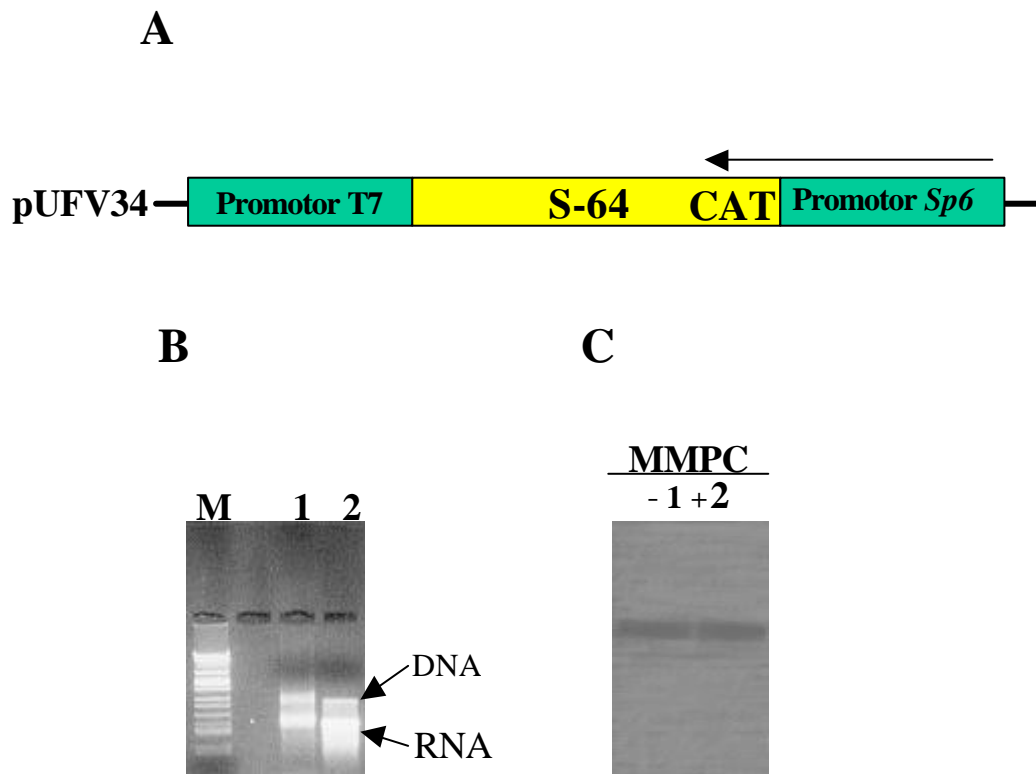 A
pUFV34
Promotor T7
S-64
CAT
Promotor Sp6
B
C
M 1 2
DNA
RNA
MMPC
- 1 + 2